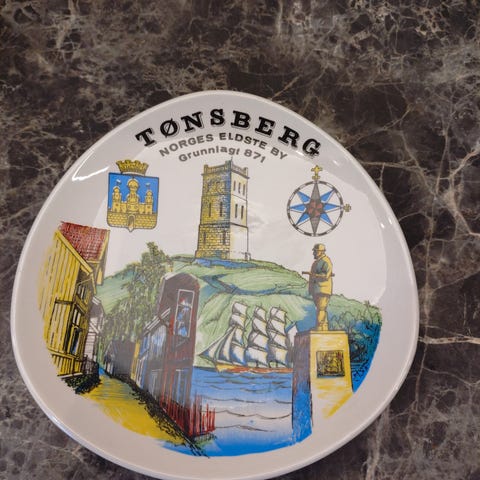 TØNSBERG
NORGES ELDSTE BY
Grunnlagt 871